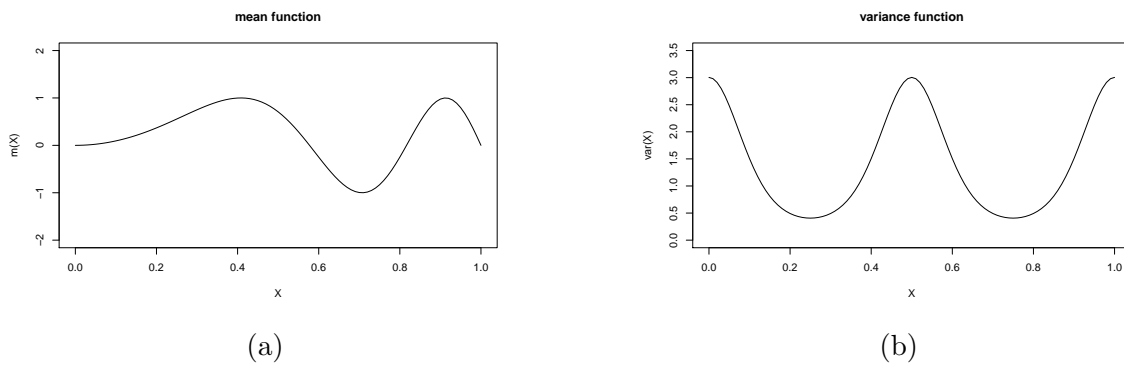 mean function
m(X)
2
1
0
−1
−2
0.0 0.2 0.4 0.6 0.8 1.0
X
(a)
variance function
var(X)
3.5
3.0
2.5
2.0
1.5
1.0
0.5
0.0
0.0 0.2 0.4 0.6 0.8 1.0
X
(b)